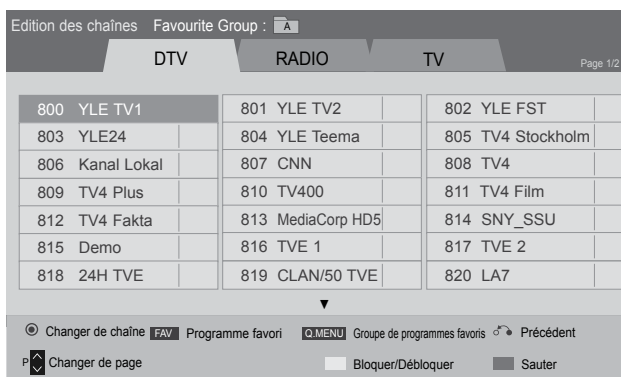 Edition des chaînes Favourite Group : A
DTV RADIO TV Page 1/2
800 YLE TV1 801 YLE TV2 802 YLE FST
803 YLE24 804 YLE Teema 805 TV4 Stockholm
806 Kanal Lokal 807 CNN 808 TV4
809 TV4 Plus 810 TV400 811 TV4 Film
812 TV4 Fakta 813 MediaCorp HD5 814 SNY_SSU
815 Demo 816 TVE 1 817 TVE 2
818 24H TVE 819 CLAN/50 TVE 820 LA7
Changer de chaîne FAV Programme favori Q.MENU Groupe de programmes favoris Précédent
P Changer de page Bloquer/Débloquer Sauter